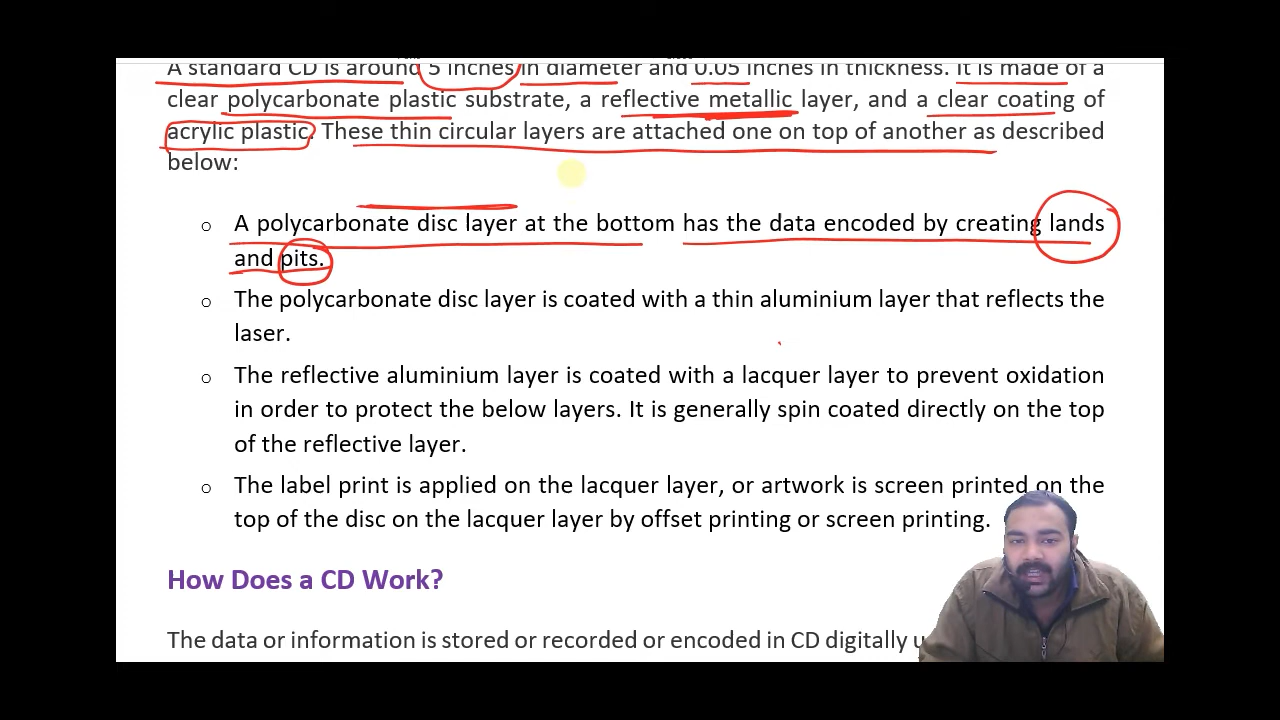 A standard CD is around 5 inches in diameter and 0.05 inches in thickness. It is made of a
clear polycarbonate plastic substrate, a reflective metallic layer, and a clear coating of
acrylic plastic. These thin circular layers are attached one on top of another as described
below:
o A polycarbonate disc layer at the bottom has the data encoded by creating lands
and pits.
o The polycarbonate disc layer is coated with a thin aluminium layer that reflects the
laser.
o The reflective aluminium layer is coated with a lacquer layer to prevent oxidation
in order to protect the below layers. It is generally spin coated directly on the top
of the reflective layer.
o The label print is applied on the lacquer layer, or artwork is screen printed on the
top of the disc on the lacquer layer by offset printing or screen printing.
How Does a CD Work?
The data or information is stored or recorded or encoded in CD digitally